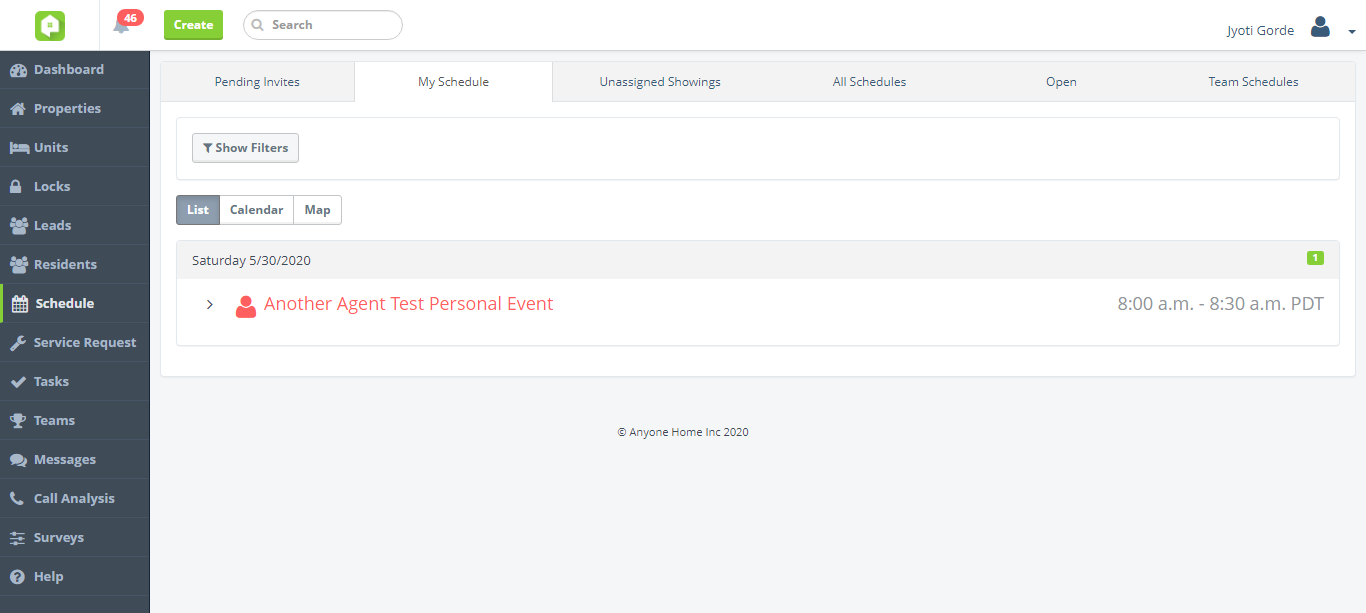 46
Create
Search
Jyoti Gorde
Dashboard
Properties
Units
Locks
Leads
Residents
Schedule
Service Request
Tasks
Teams
Messages
Call Analysis
Surveys
Help
Pending Invites
My Schedule
Unassigned Showings
All Schedules
Open
Team Schedules
Show Filters
List
Calendar
Map
Saturday 5/30/2020
1
Another Agent Test Personal Event
8:00 a.m. - 8:30 a.m. PDT
© Anyone Home Inc 2020